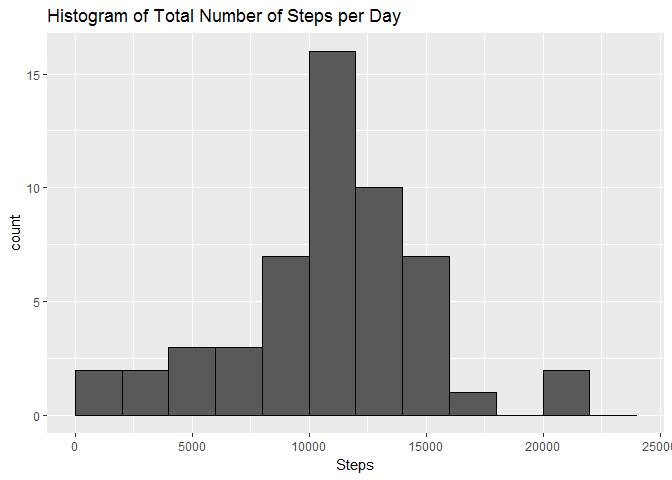 Histogram of Total Number of Steps per Day
count
15
10
5
0
0 5000 10000 15000 20000 25000
Steps